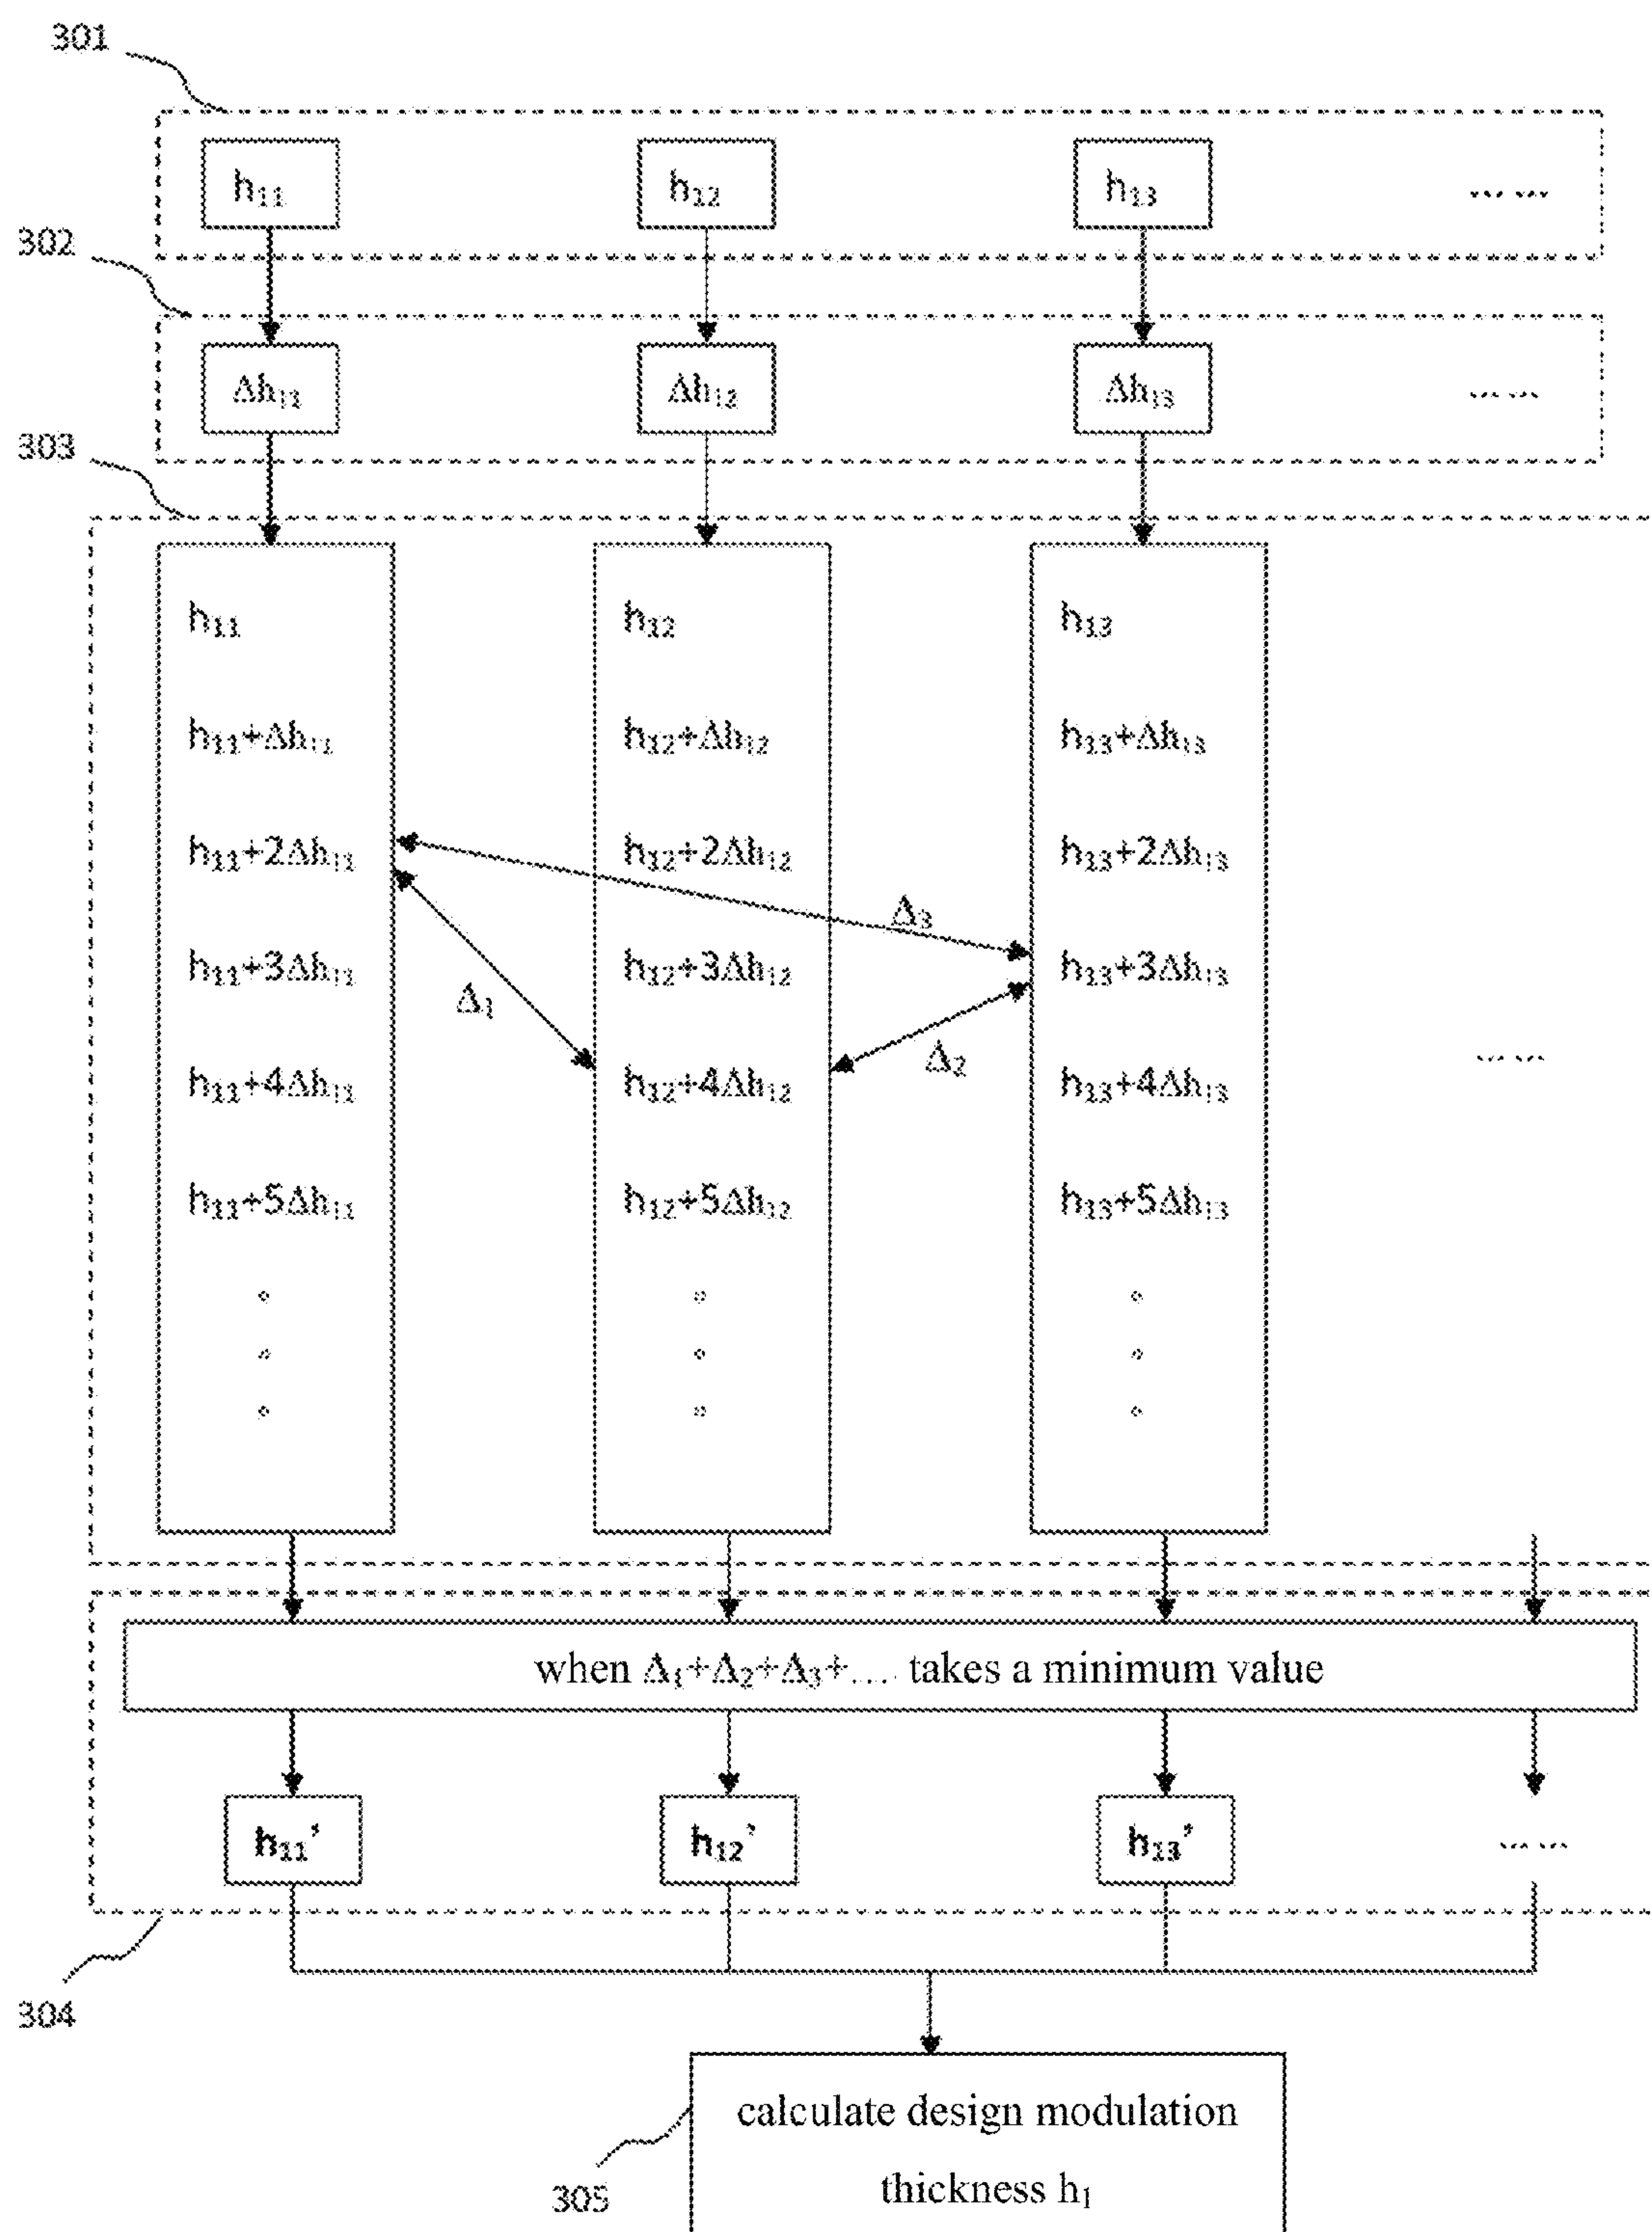 301
h₁₁ h₁₂ h₁₃ ... ...
302
Δh₁₁ Δh₁₂ Δh₁₃ ... ...
303
h₁₁ h₁₂ h₁₃
h₁₁+Δh₁₁ h₁₂+Δh₁₂ h₁₃+Δh₁₃
h₁₁+2Δh₁₁ h₁₂+2Δh₁₂ h₁₃+2Δh₁₃
Δ₃
h₁₁+3Δh₁₁ h₁₂+3Δh₁₂ h₁₃+3Δh₁₃
Δ₁
Δ₂ ... ...
h₁₁+4Δh₁₁ h₁₂+4Δh₁₂ h₁₃+4Δh₁₃
h₁₁+5Δh₁₁ h₁₂+5Δh₁₂ h₁₃+5Δh₁₃
when Δ₁+Δ₂+Δ₃+.... takes a minimum value
h₁₁’ h₁₂’ h₁₃’ ... ...
304
calculate design modulation
thickness h₁
305